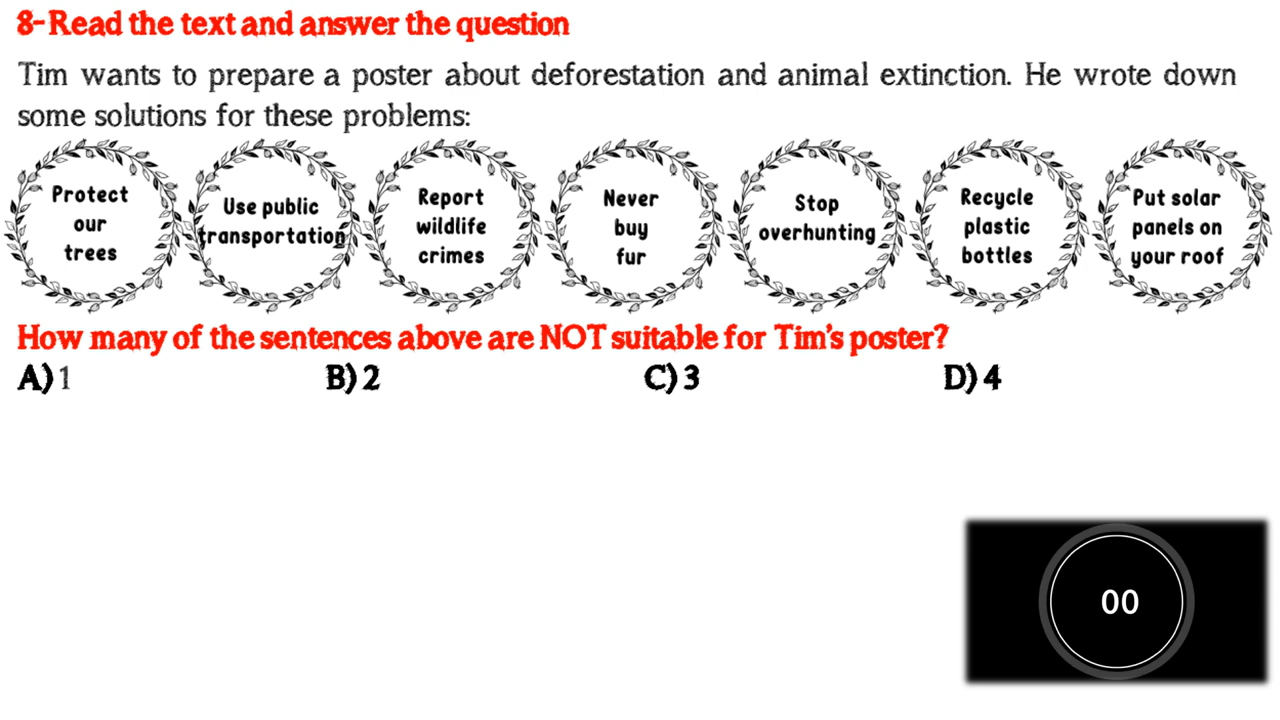 8-Read the text and answer the question
Tim wants to prepare a poster about deforestation and animal extinction. He wrote down
some solutions for these problems:
Protect
our
trees
Use public
transportation
Report
wildlife
crimes
Never
buy
fur
Stop
overhunting
Recycle
plastic
bottles
Put solar
panels on
your roof
How many of the sentences above are NOT suitable for Tim's poster?
A) 1 B) 2 C) 3 D) 4
00